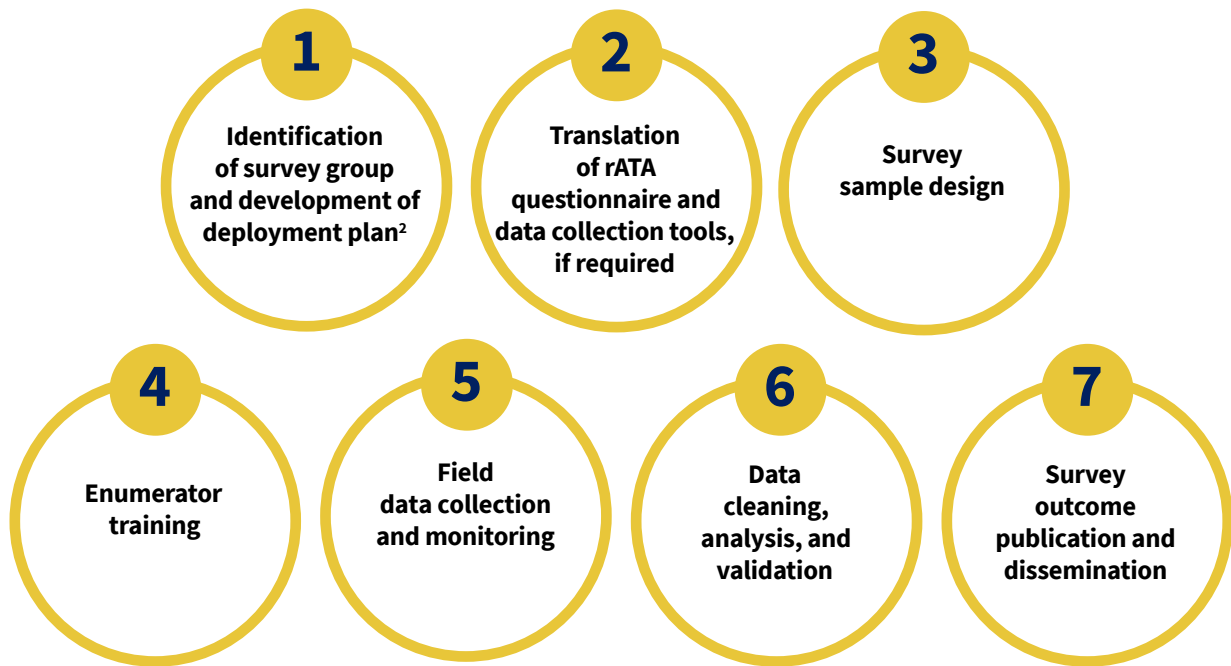 1
Identification
of survey group
and development of
deployment plan²
2
Translation
of rATA
questionnaire and
data collection tools,
if required
3
Survey
sample design
4
Enumerator
training
5
Field
data collection
and monitoring
6
Data
cleaning,
analysis, and
validation
7
Survey
outcome
publication and
dissemination